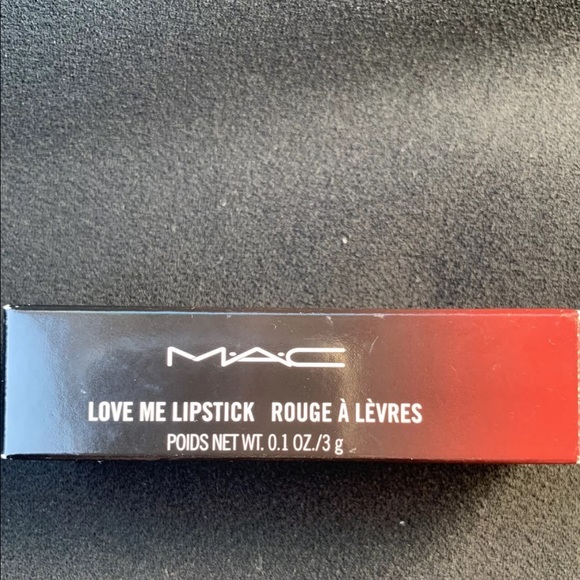 M·A·C
LOVE ME LIPSTICK ROUGE À LÈVRES
POIDS NET WT. 0.1 OZ./3 g